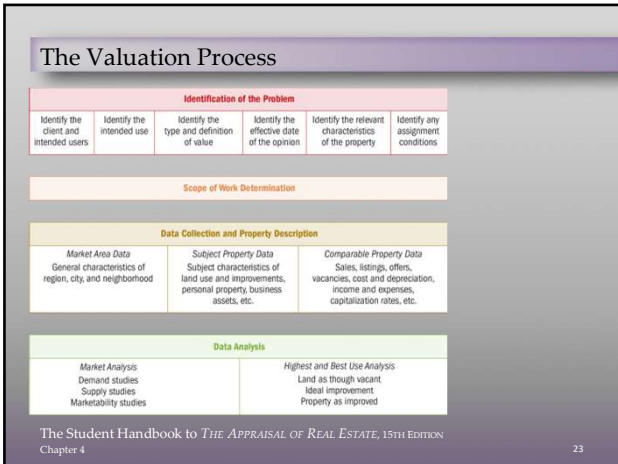 The Valuation Process
Identification of the Problem
Identify the
client and
intended users
Identify the
intended use
Identify the
type and definition
of value
Identify the
effective date
of the opinion
Identify the relevant
characteristics
of the property
Identify any
assignment
conditions
Scope of Work Determination
Data Collection and Property Description
Market Area Data
General characteristics of
region, city, and neighborhood
Subject Property Data
Subject characteristics of
land use and improvements,
personal property, business
assets, etc.
Comparable Property Data
Sales, listings, offers,
vacancies, cost and depreciation,
income and expenses,
capitalization rates, etc.
Data Analysis
Market Analysis
Demand studies
Supply studies
Marketability studies
Highest and Best Use Analysis
Land as though vacant
Ideal improvement
Property as improved
The Student Handbook to THE APPRAISAL OF REAL ESTATE, 15TH EDITION
Chapter 4
23